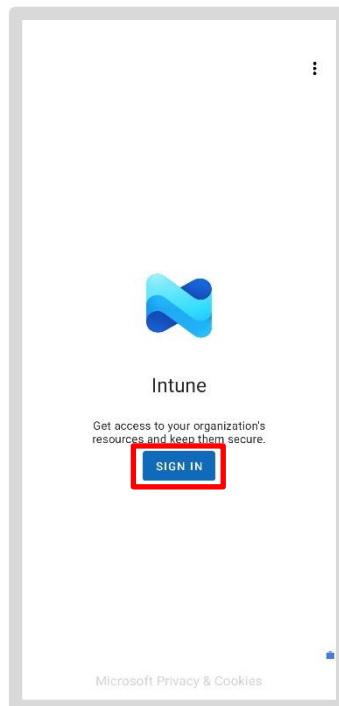 Intune
Get access to your organization's
resources and keep them secure.
SIGN IN
Microsoft Privacy & Cookies